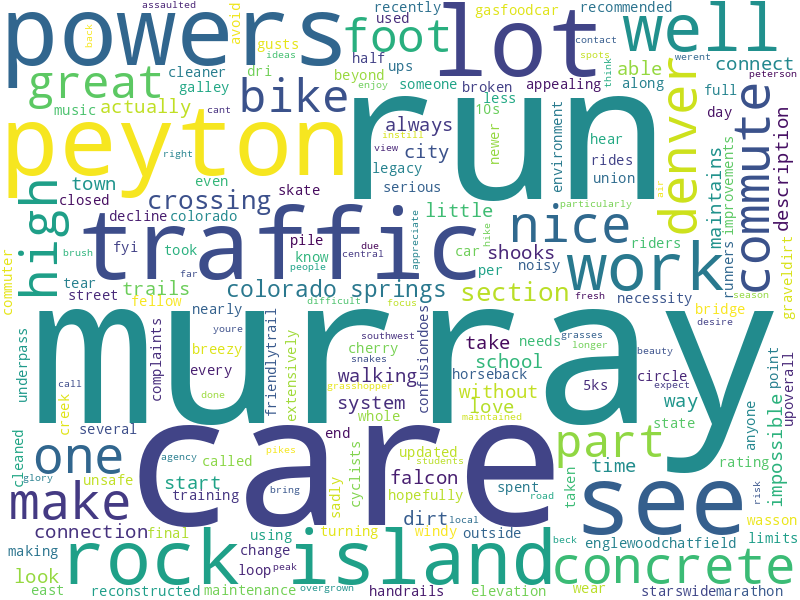 assaulted
recently
gasfoodcar
recommended
powers
back
avoid
used
foot
lot
well
gusts
ideas
half
great
cleaner
dri
ups
someone
able
along
connect
think
contact
spots
werent
peterson
galley
beyond
broken
appealing
full
music
actually
bike
10s
less
day
cant
enjoy
always
instill
run
hear
denver
commute
description
peyton
right
view
city
newer
environment
rides
improvements
legacy
union
serious
maintains
high
town
even
skate
particularly
air
closed
crossing
little
nice
runners
decline
colorado
traffic
appreciate
riders
fyi
took
pile
know
due
central
car
shooks
per
hike
noisy
work
bridge
commuter
brush
far
people
tear
trails
colorado springs
section
necessity
season
graveldirt
street
fellow
difficult
focus
fresh
desire
underpass
nearly
youre
murray
southwest
grasses
longer
complaints
breezy
friendlytrail
extensively
cherry
snakes
take
needs
beauty
creek
call
every
walking
confusiondoes
school
horseback
circle
expect
point
upoverall
done
grasshopper
system
whole
without
love
5ks
way
state
impossible
several
end
updated
maintained
care
part
anyone
cleaned
one
glory
unsafe
start
called
agency
pikes
students
falcon
see
time
rating
training
bring
sadly
cyclists
hopefully
spent
road
taken
risk
make
connection
final
using
turning
windy
dirt
local
outside
englewoodchatfield
wasson
making
change
rock island
beck
concrete
limits
look
loop
peak
east
reconstructed
maintenance
overgrown
handrails
elevation
wear
starswidemarathon